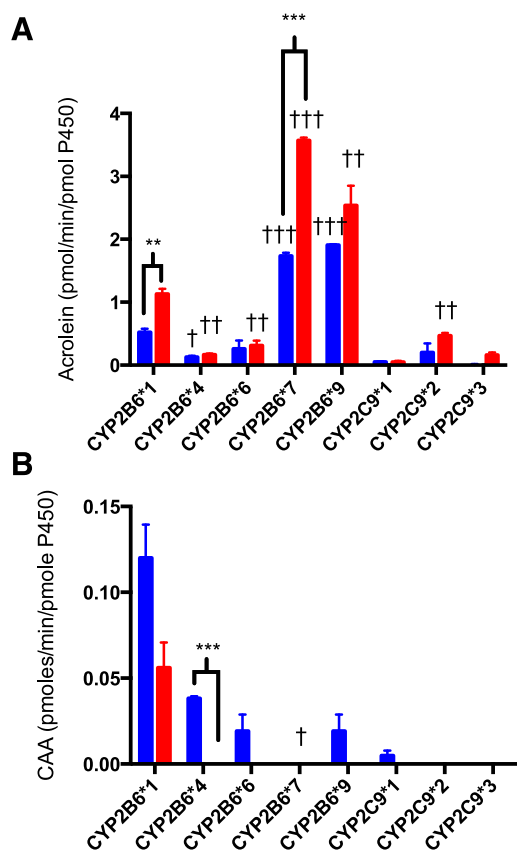 A
***
4
†††
††
3
**
†††
†††
2
1
†
††
††
††
0
Acrolein (pmol/min/pmol P450)
CYP2B6*1
CYP2B6*4
CYP2B6*6
CYP2B6*7
CYP2B6*9
CYP2C9*1
CYP2C9*2
CYP2C9*3
B
0.15
0.10
***
0.05
†
0.00
CAA (pmoles/min/pmole P450)
CYP2B6*1
CYP2B6*4
CYP2B6*6
CYP2B6*7
CYP2B6*9
CYP2C9*1
CYP2C9*2
CYP2C9*3